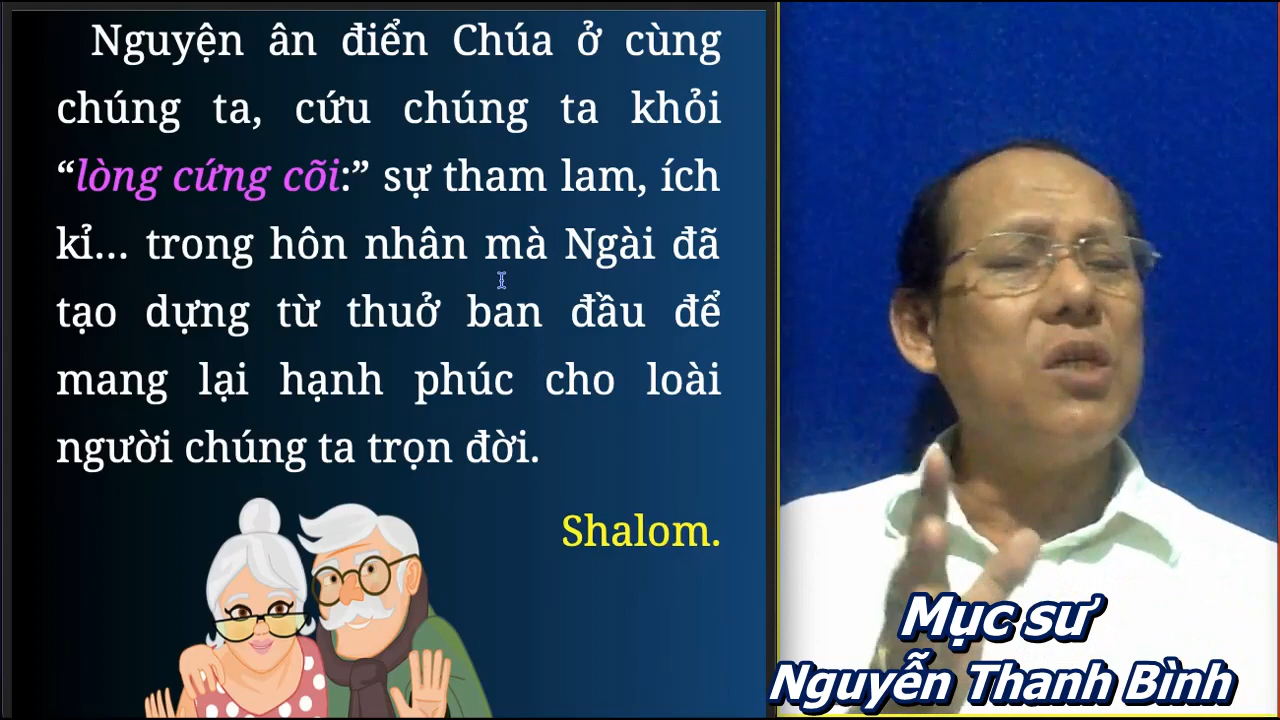 Nguyện ân điển Chúa ở cùng
chúng ta, cứu chúng ta khỏi
“lòng cứng cõi:” sự tham lam, ích
kỉ... trong hôn nhân mà Ngài đã
tạo dựng từ thuở ban đầu để
mang lại hạnh phúc cho loài
người chúng ta trọn đời.
Shalom.
Mục sư
Nguyễn Thanh Bình